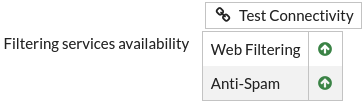 Test Connectivity
Filtering services availability
Web Filtering
Anti-Spam